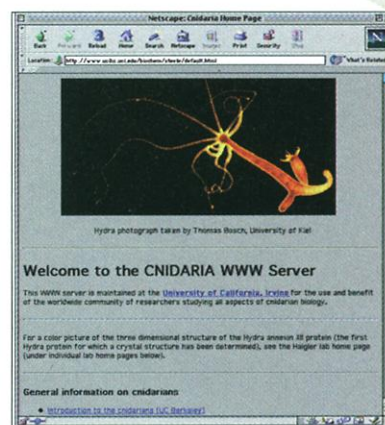 Netscape: Cnidaria Home Page
Back Forward Reload Home Search Netscape Images Print Security Stop
Location: What's Related
Hydra photograph taken by Thomas Bosch, University of Kiel
Welcome to the CNIDARIA WWW Server
This WWW server is maintained at the University of California, Irvine for the use and benefit
of the worldwide community of researchers studying all aspects of cnidarian biology.
For a color picture of the three dimensional structure of the Hydra annexin XII protein (the first
Hydra protein for which a crystal structure has been determined), see the Haigler lab home page
(under individual lab home pages below).
General information on cnidarians
Introduction to the cnidarians (UC Berkeley)